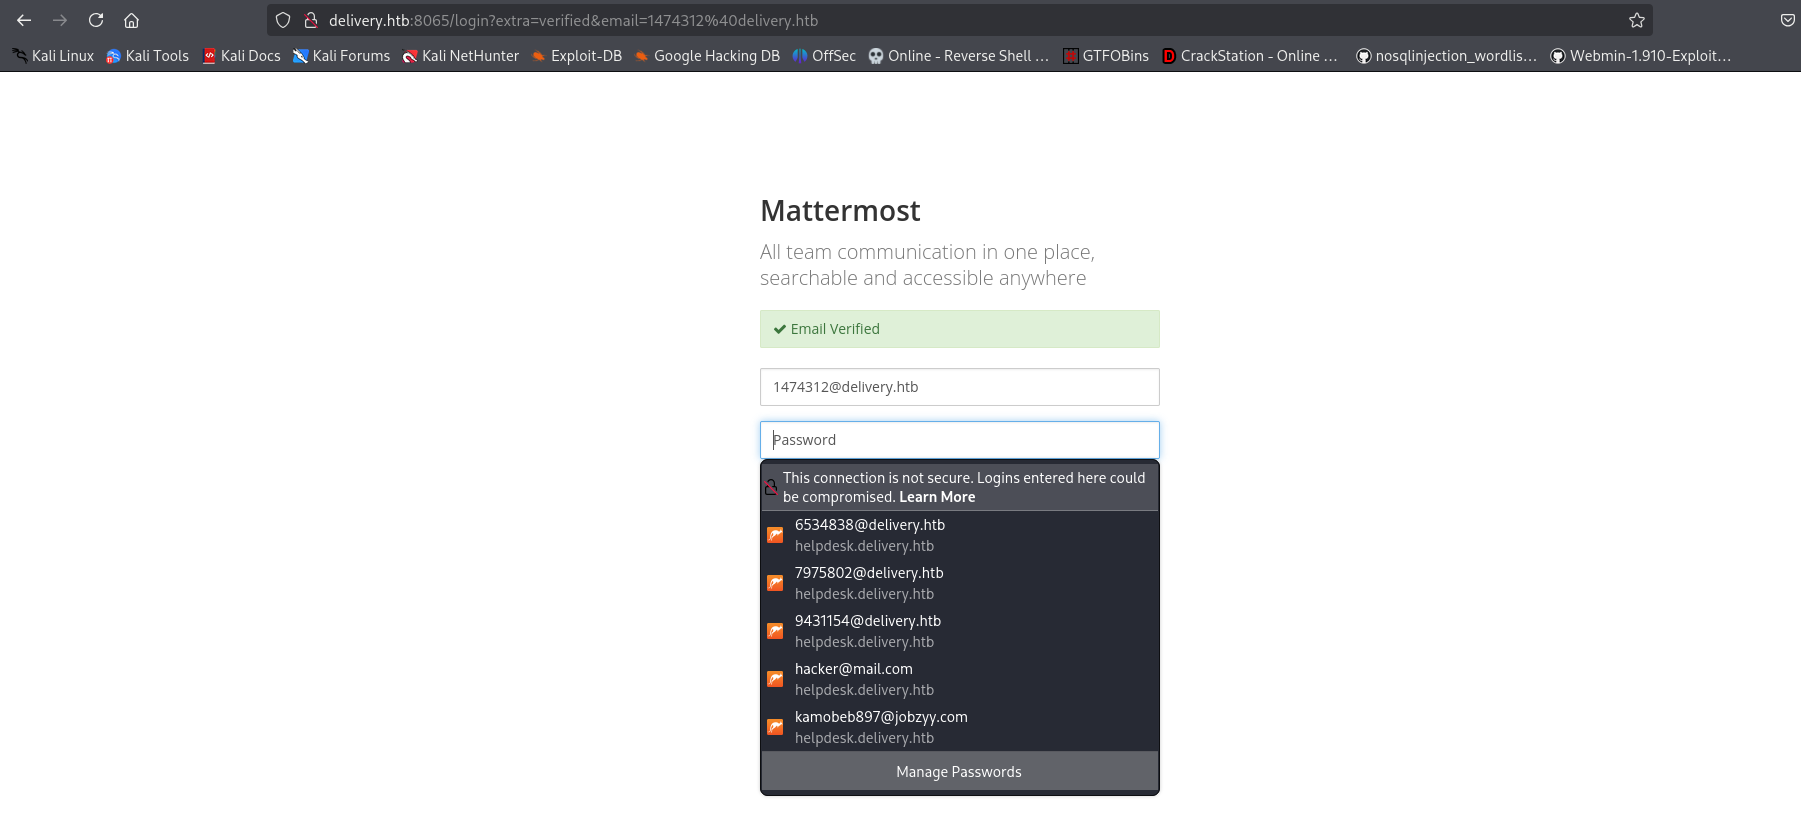 delivery.htb:8065/login?extra=verified&email=1474312%40delivery.htb
Kali Linux Kali Tools Kali Docs Kali Forums Kali NetHunter Exploit-DB Google Hacking DB OffSec Online - Reverse Shell … GTFOBins CrackStation - Online … nosqlinjection_wordlis… Webmin-1.910-Exploit…
Mattermost
All team communication in one place,
searchable and accessible anywhere
Email Verified
1474312@delivery.htb
Password
This connection is not secure. Logins entered here could
be compromised. Learn More
6534838@delivery.htb
helpdesk.delivery.htb
7975802@delivery.htb
helpdesk.delivery.htb
9431154@delivery.htb
helpdesk.delivery.htb
hacker@mail.com
helpdesk.delivery.htb
kamobeb897@jobzyy.com
helpdesk.delivery.htb
Manage Passwords